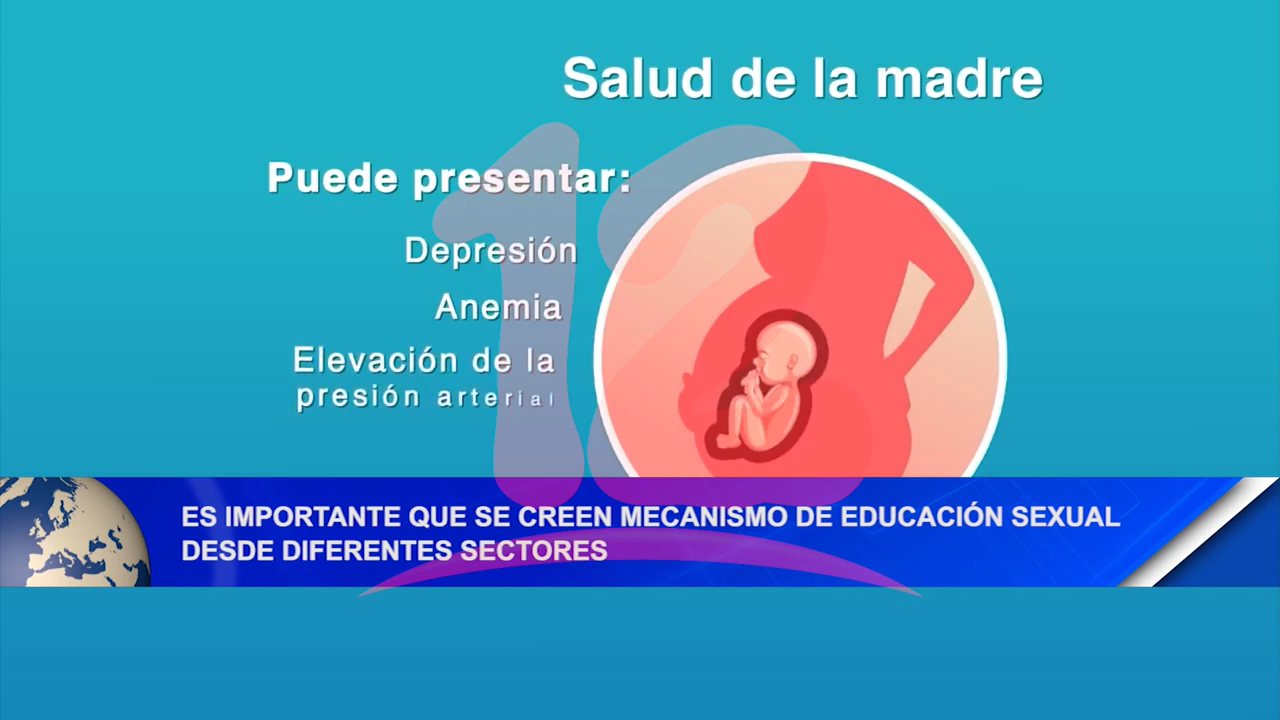 Salud de la madre
Puede presentar:
Depresión
Anemia
Elevación de la
presión arterial
12
ES IMPORTANTE QUE SE CREEN MECANISMO DE EDUCACIÓN SEXUAL
DESDE DIFERENTES SECTORES